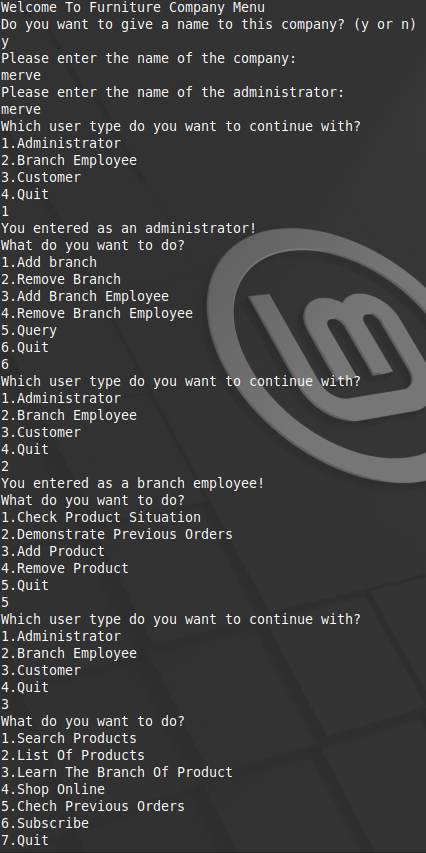 Welcome To Furniture Company Menu
Do you want to give a name to this company? (y or n)
y
Please enter the name of the company:
merve
Please enter the name of the administrator:
merve
Which user type do you want to continue with?
1.Administrator
2.Branch Employee
3.Customer
4.Quit
1
You entered as an administrator!
What do you want to do?
1.Add branch
2.Remove Branch
3.Add Branch Employee
4.Remove Branch Employee
5.Query
6.Quit
6
Which user type do you want to continue with?
1.Administrator
2.Branch Employee
3.Customer
4.Quit
2
You entered as a branch employee!
What do you want to do?
1.Check Product Situation
2.Demonstrate Previous Orders
3.Add Product
4.Remove Product
5.Quit
5
Which user type do you want to continue with?
1.Administrator
2.Branch Employee
3.Customer
4.Quit
3
What do you want to do?
1.Search Products
2.List Of Products
3.Learn The Branch Of Product
4.Shop Online
5.Chech Previous Orders
6.Subscribe
7.Quit